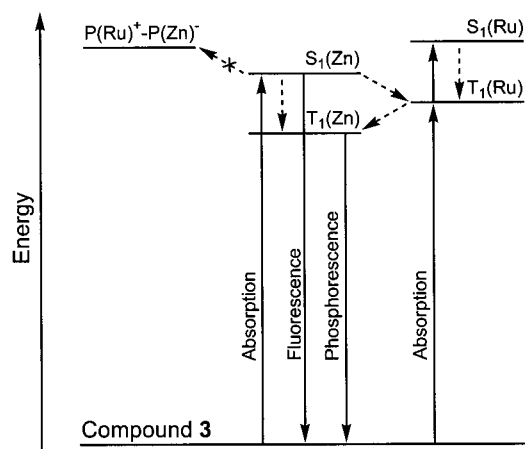 P(Ru)⁺-P(Zn)⁻
S₁(Zn)
S₁(Ru)
T₁(Ru)
T₁(Zn)
Energy
Absorption
Fluorescence
Phosphorescence
Absorption
Compound 3